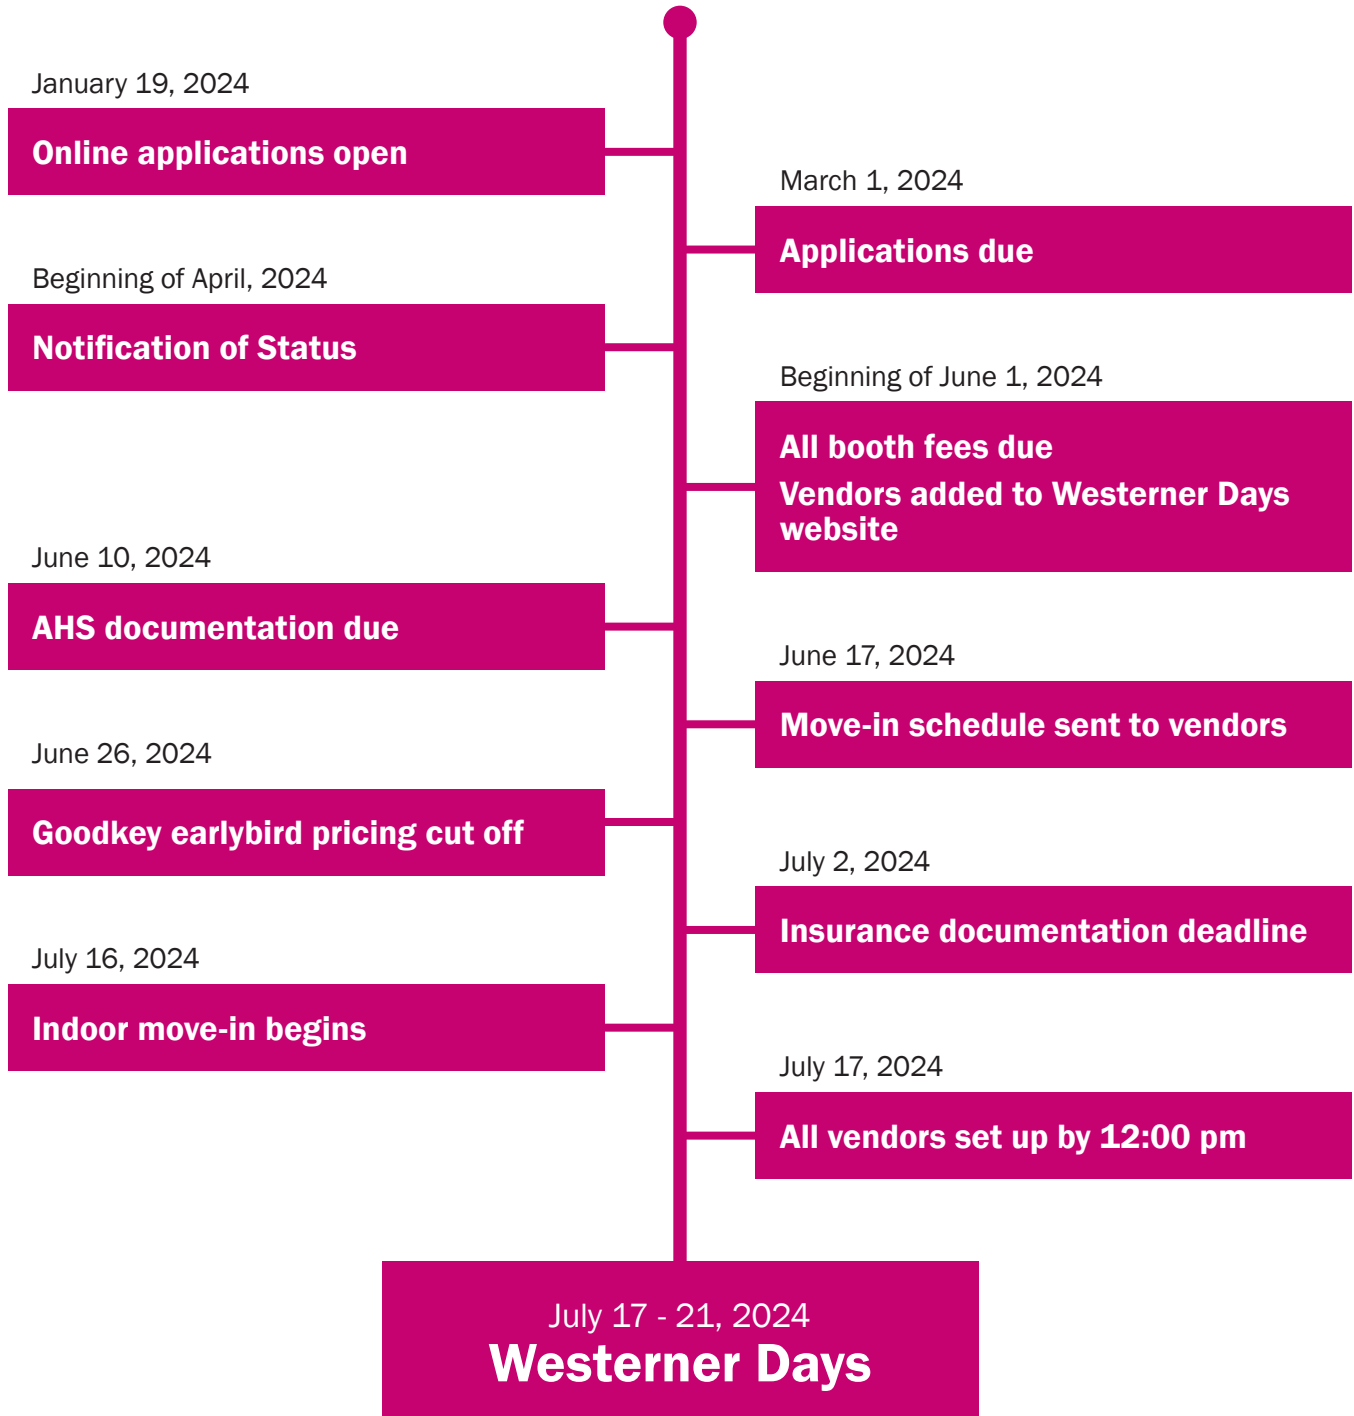 January 19, 2024
Online applications open
March 1, 2024
Applications due
Beginning of April, 2024
Notification of Status
Beginning of June 1, 2024
All booth fees due
Vendors added to Westerner Days
website
June 10, 2024
AHS documentation due
June 17, 2024
Move-in schedule sent to vendors
June 26, 2024
Goodkey earlybird pricing cut off
July 2, 2024
Insurance documentation deadline
July 16, 2024
Indoor move-in begins
July 17, 2024
All vendors set up by 12:00 pm
July 17 - 21, 2024
Westerner Days